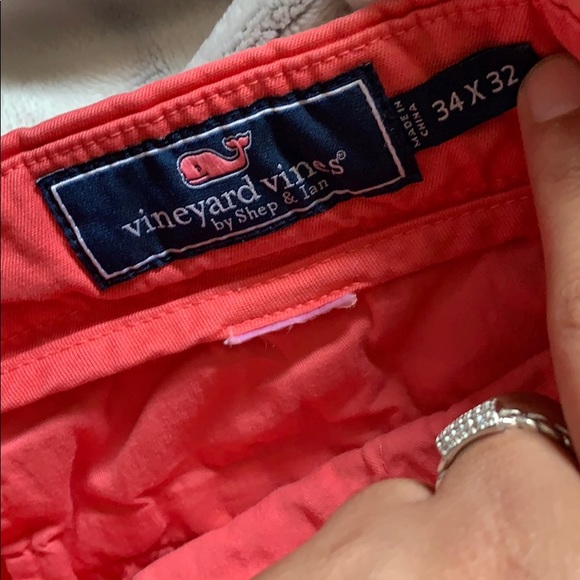 vineyard vines®
by Shep & Ian
34 X 32
MADE IN
CHINA